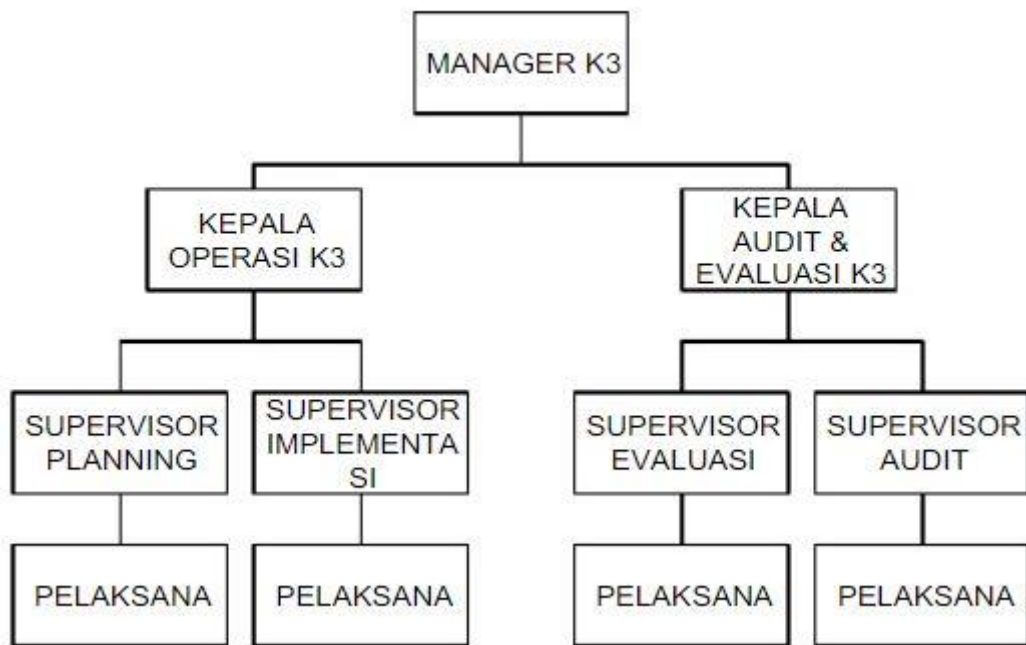 MANAGER K3
KEPALA
OPERASI K3
KEPALA
AUDIT &
EVALUASI K3
SUPERVISOR
PLANNING
SUPERVISOR
IMPLEMENTA
SI
SUPERVISOR
EVALUASI
SUPERVISOR
AUDIT
PELAKSANA
PELAKSANA
PELAKSANA
PELAKSANA